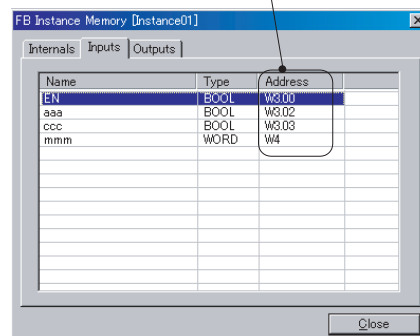 FB Instance Memory [Instance01]
Internals Inputs Outputs
Name Type Address
EN BOOL W3.00
aaa BOOL W3.02
ccc BOOL W3.03
mmm WORD W4
Close